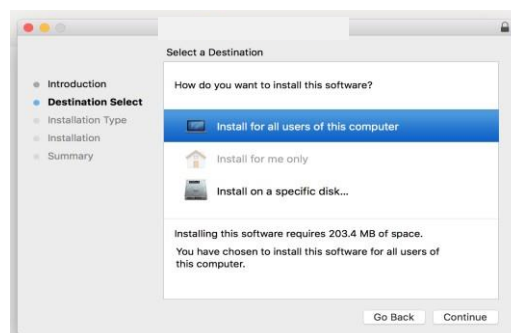 Select a Destination
Introduction
Destination Select
Installation Type
Installation
Summary
How do you want to install this software?
Install for all users of this computer
Install for me only
Install on a specific disk...
Installing this software requires 203.4 MB of space.
You have chosen to install this software for all users of
this computer.
Go Back
Continue